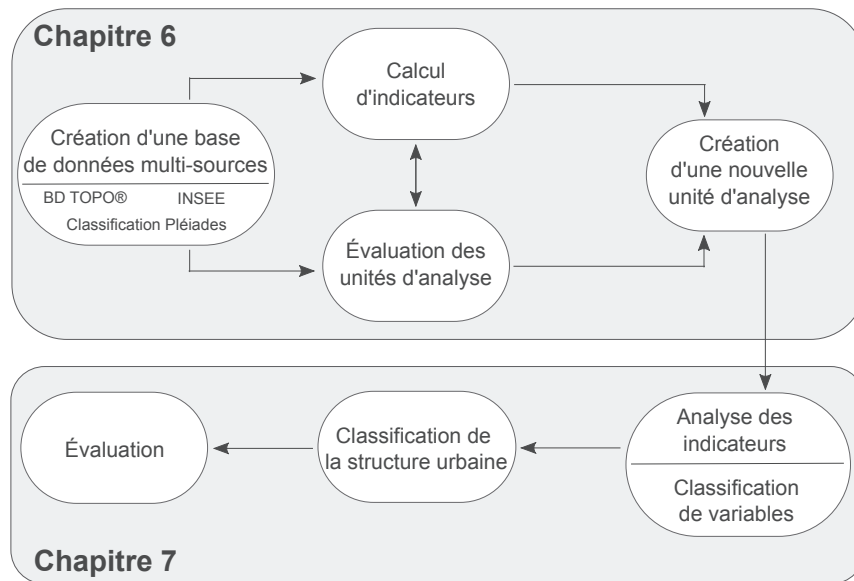 Chapitre 6
Calcul
d'indicateurs
Création d'une base
de données multi-sources
BD TOPO® INSEE
Classification Pléiades
Évaluation des
unités d'analyse
Création
d'une nouvelle
unité d'analyse
Évaluation
Classification de
la structure urbaine
Analyse des
indicateurs
Classification
de variables
Chapitre 7